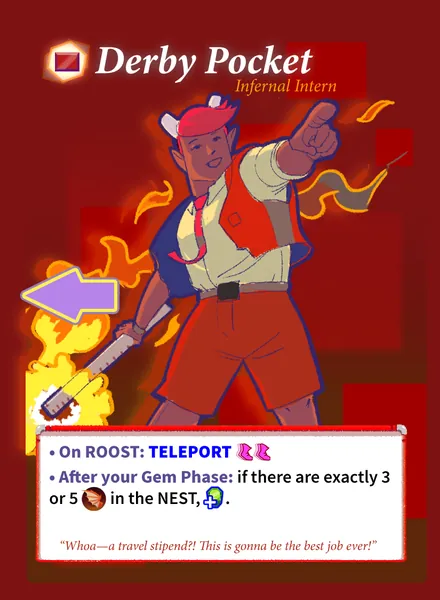 Derby Pocket
Infernal Intern
• On ROOST: TELEPORT
• After your Gem Phase: if there are exactly 3
or 5 in the NEST, .
“Whoa—a travel stipend?! This is gonna be the best job ever!”